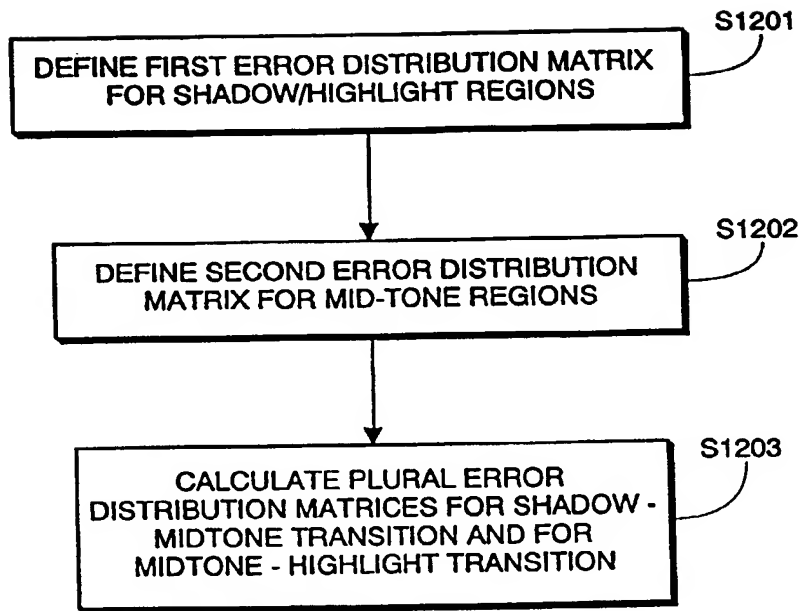 S1201
DEFINE FIRST ERROR DISTRIBUTION MATRIX
FOR SHADOW/HIGHLIGHT REGIONS
S1202
DEFINE SECOND ERROR DISTRIBUTION
MATRIX FOR MID-TONE REGIONS
S1203
CALCULATE PLURAL ERROR
DISTRIBUTION MATRICES FOR SHADOW -
MIDTONE TRANSITION AND FOR
MIDTONE - HIGHLIGHT TRANSITION